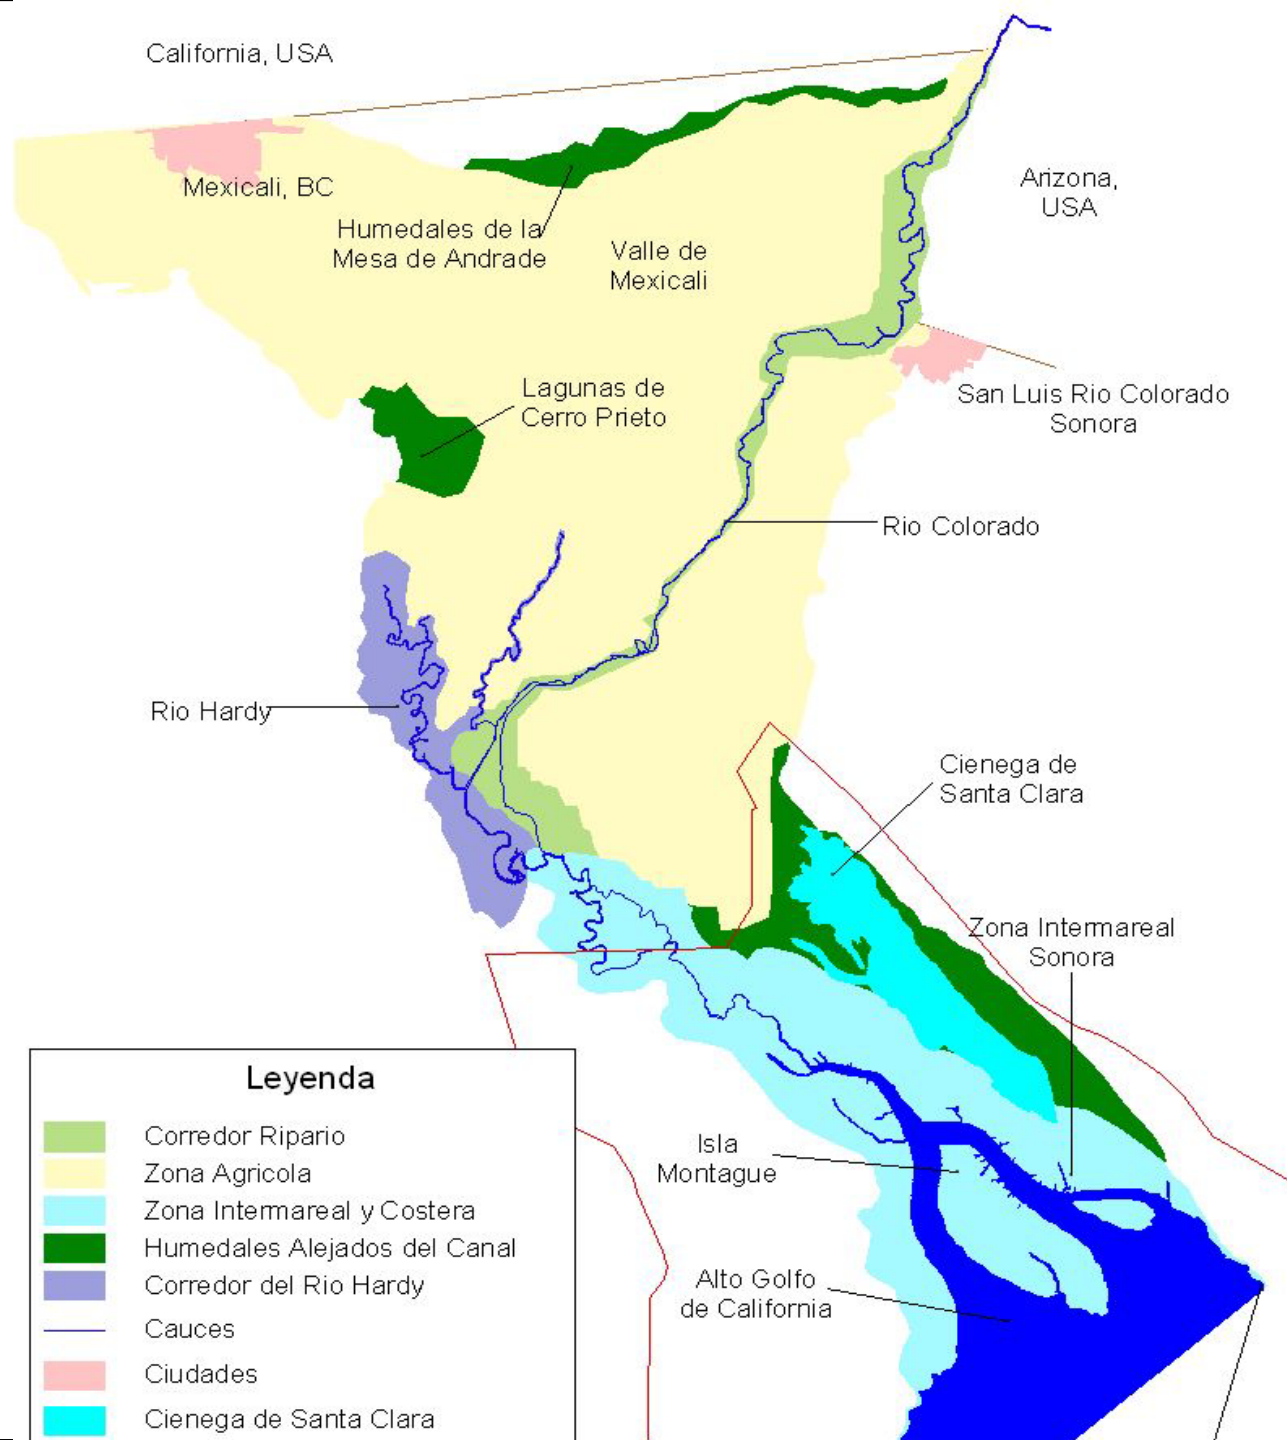 California, USA
Mexicali, BC
Arizona,
USA
Humedales de la
Mesa de Andrade
Valle de
Mexicali
Lagunas de
Cerro Prieto
San Luis Rio Colorado
Sonora
Rio Colorado
Rio Hardy
Cienega de
Santa Clara
Zona Intermareal
Sonora
Isla
Montague
Alto Golfo
de California
Leyenda
Corredor Ripario
Zona Agricola
Zona Intermareal y Costera
Humedales Alejados del Canal
Corredor del Rio Hardy
Cauces
Ciudades
Cienega de Santa Clara